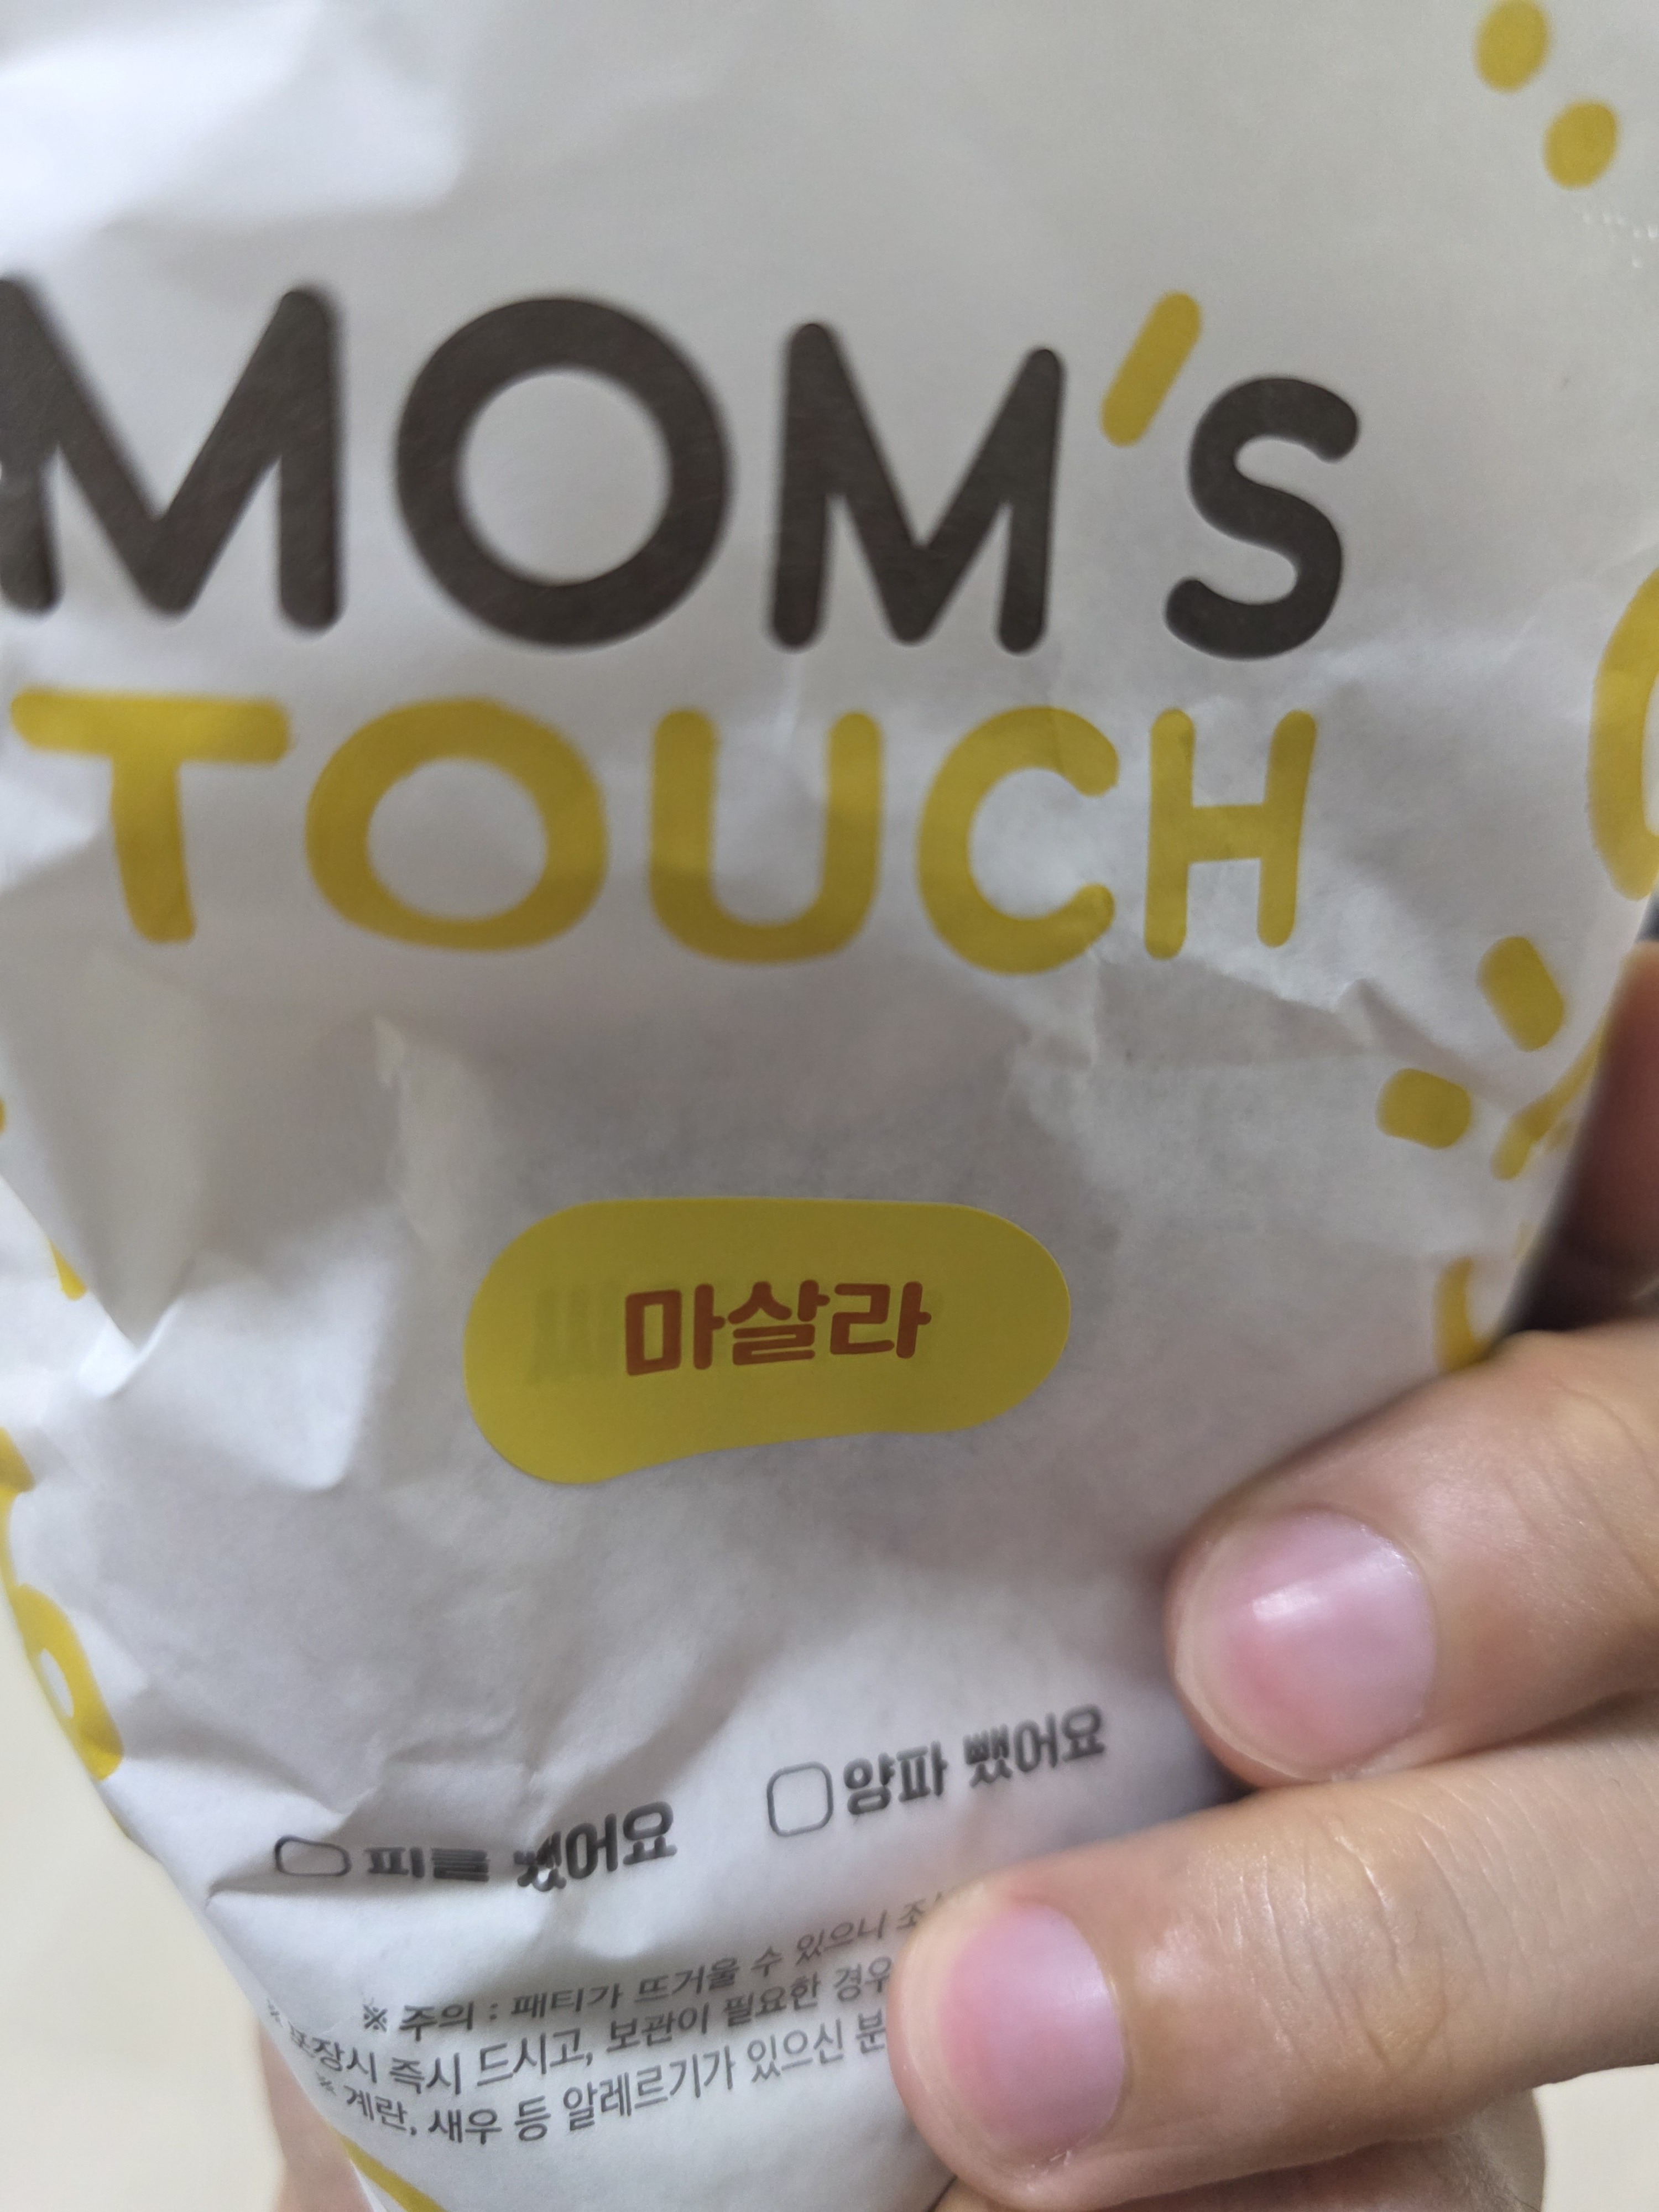 MOM'S
TOUCH
마살라
양파 뺐어요
피클 뺐어요
※ 주의 : 패티가 뜨거울 수 있으니
포장시 즉시 드시고, 보관이 필요한 경우
※ 계란, 새우 등 알레르기가 있으신 분